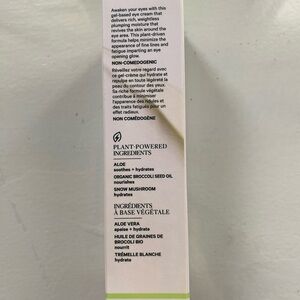 Awaken your eyes with this
gel-based eye cream that
delivers rich, weightless
plumping moisture that
revives the skin around the
eye area. This plant-driven
formula helps minimize the
appearance of fine lines and
fatigue imparting an eye
opening glow.
NON-COMEDOGENIC
Réveillez votre regard avec
ce gel-crème qui hydrate et
repulpe en toute légèreté la
peau du contour des yeux.
Sa riche formule végétale
contribue à minimiser
l'apparence des ridules et
des traits fatigués pour un
effet radieux.
NON COMÉDOGÈNE
PLANT-POWERED
INGREDIENTS
ALOE
soothes + hydrates
ORGANIC BROCCOLI SEED OIL
nourishes
SNOW MUSHROOM
hydrates
INGRÉDIENTS
À BASE VÉGÉTALE
ALOE VERA
apaise + hydrate
HUILE DE GRAINES DE
BROCOLI BIO
nourrit
TRÉMELLE BLANCHE
hydrate